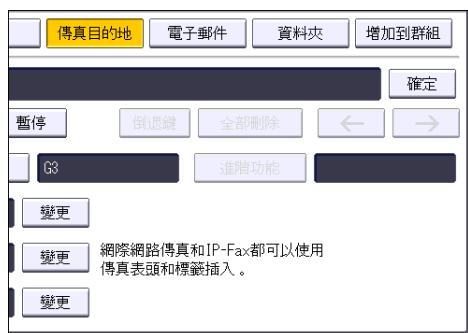 傳真目的地 電子郵件 資料夾 增加到群組
確定
暫停 倒退鍵 全部刪除 ← →
G3 進階功能
變更
變更 網際網路傳真和IP-Fax都可以使用
傳真表頭和標籤插入。
變更